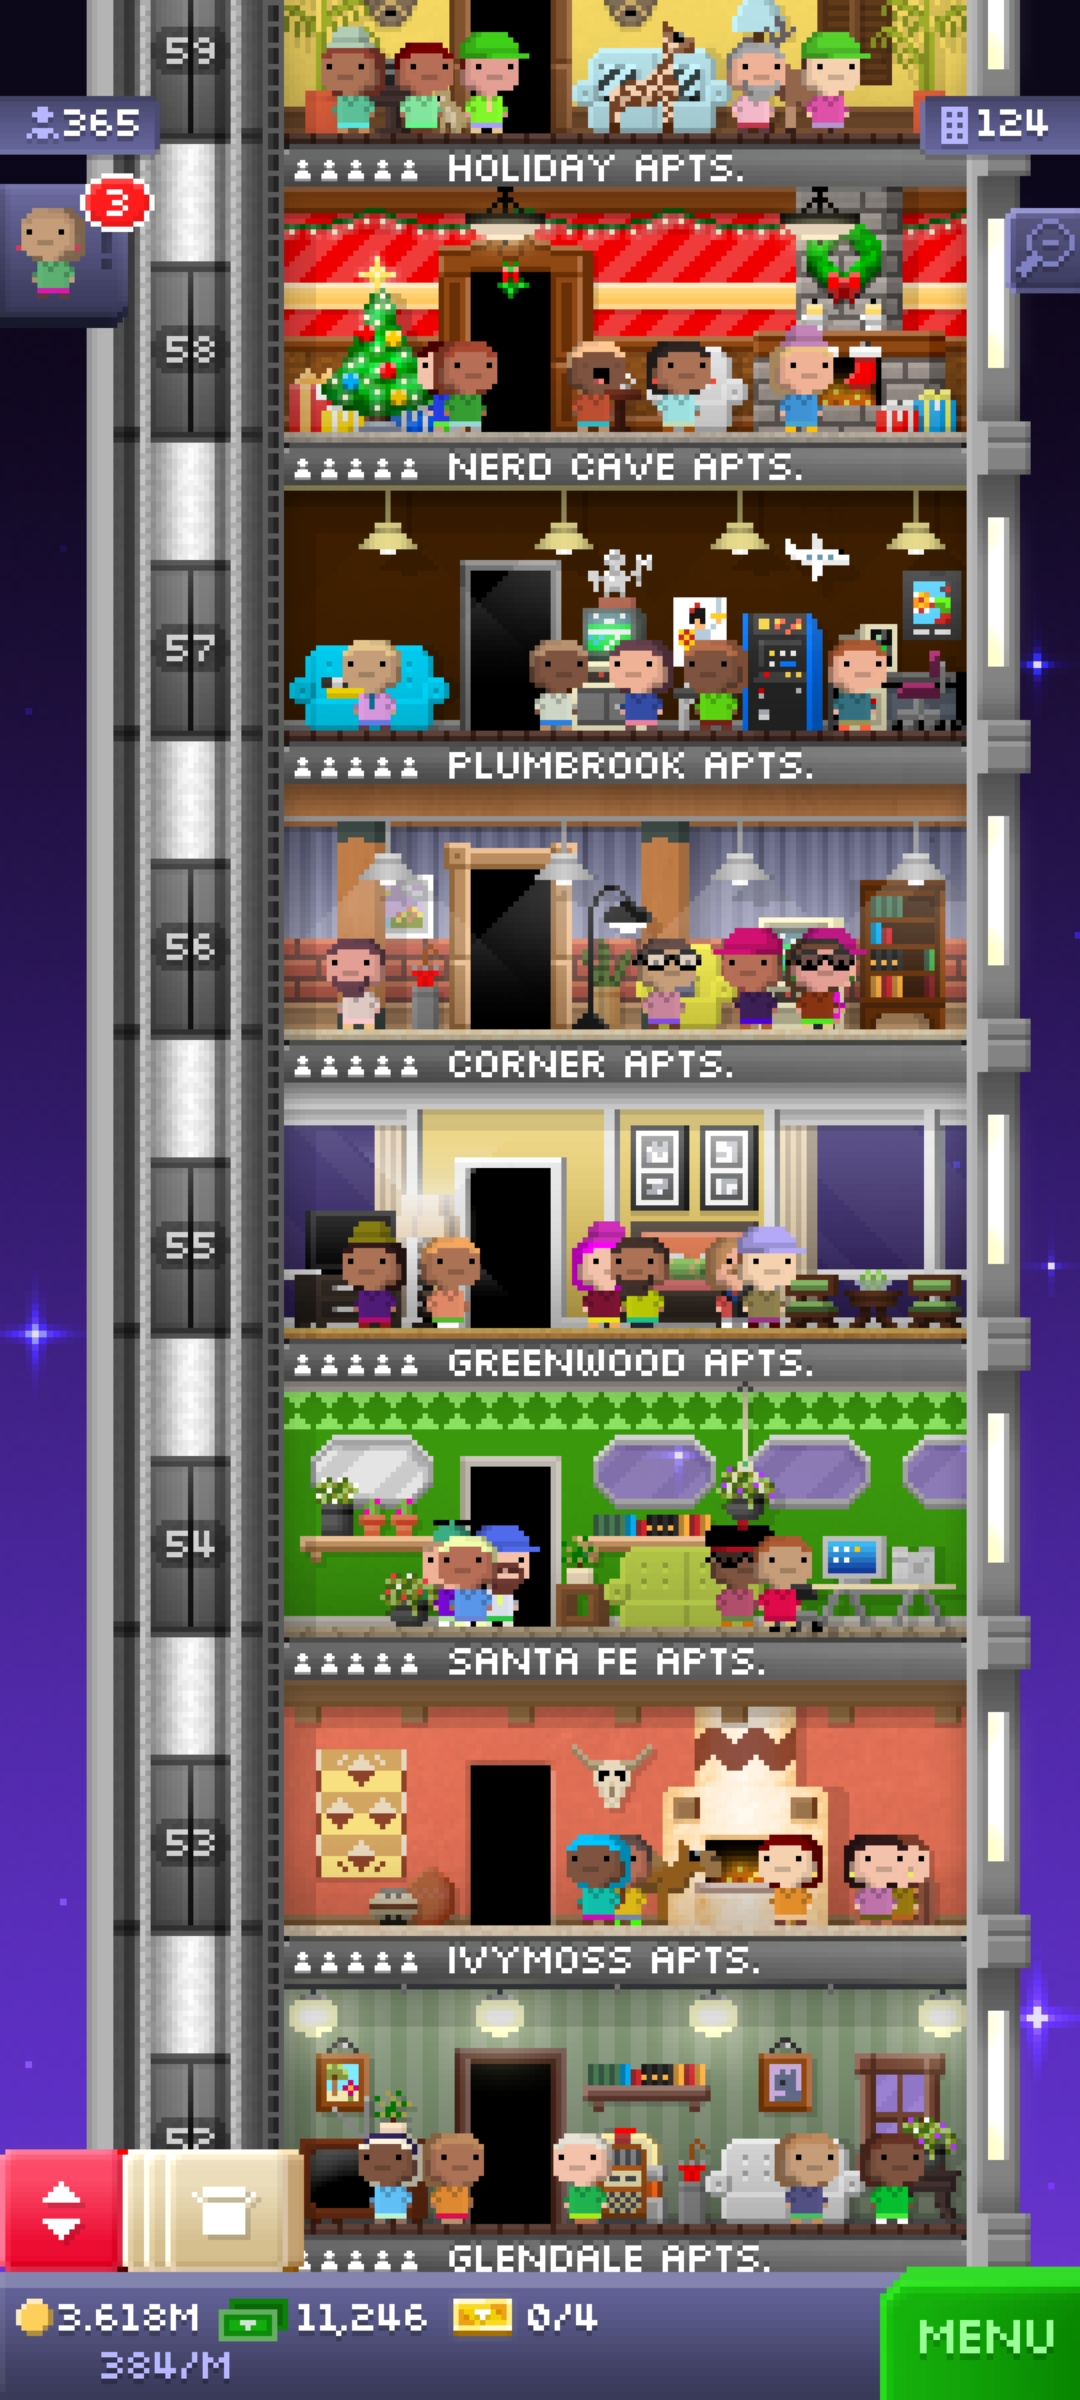 59
365
124
HOLIDAY APTS.
3
58
NERD CAVE APTS.
57
PLUMBROOK APTS.
56
CORNER APTS.
55
GREENWOOD APTS.
54
SANTA FE APTS.
53
IVYMOSS APTS.
52
GLENDALE APTS.
3.618M 11,246 0/4
384/M
MENU